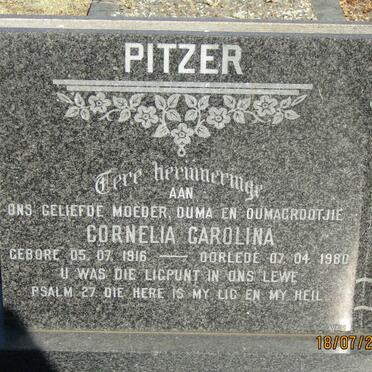 PITZER
Tere herinneringe
AAN
ONS GELIEFDE MOEDER, OUMA EN OUMAGROOTJIE
CORNELIA CAROLINA
GEBORE 05. 07. 1916 — OORLEDE 07. 04. 1980
U WAS DIE LIGPUNT IN ONS LEWE
PSALM 27. DIE HERE IS MY LIG EN MY HEIL
18/07/2